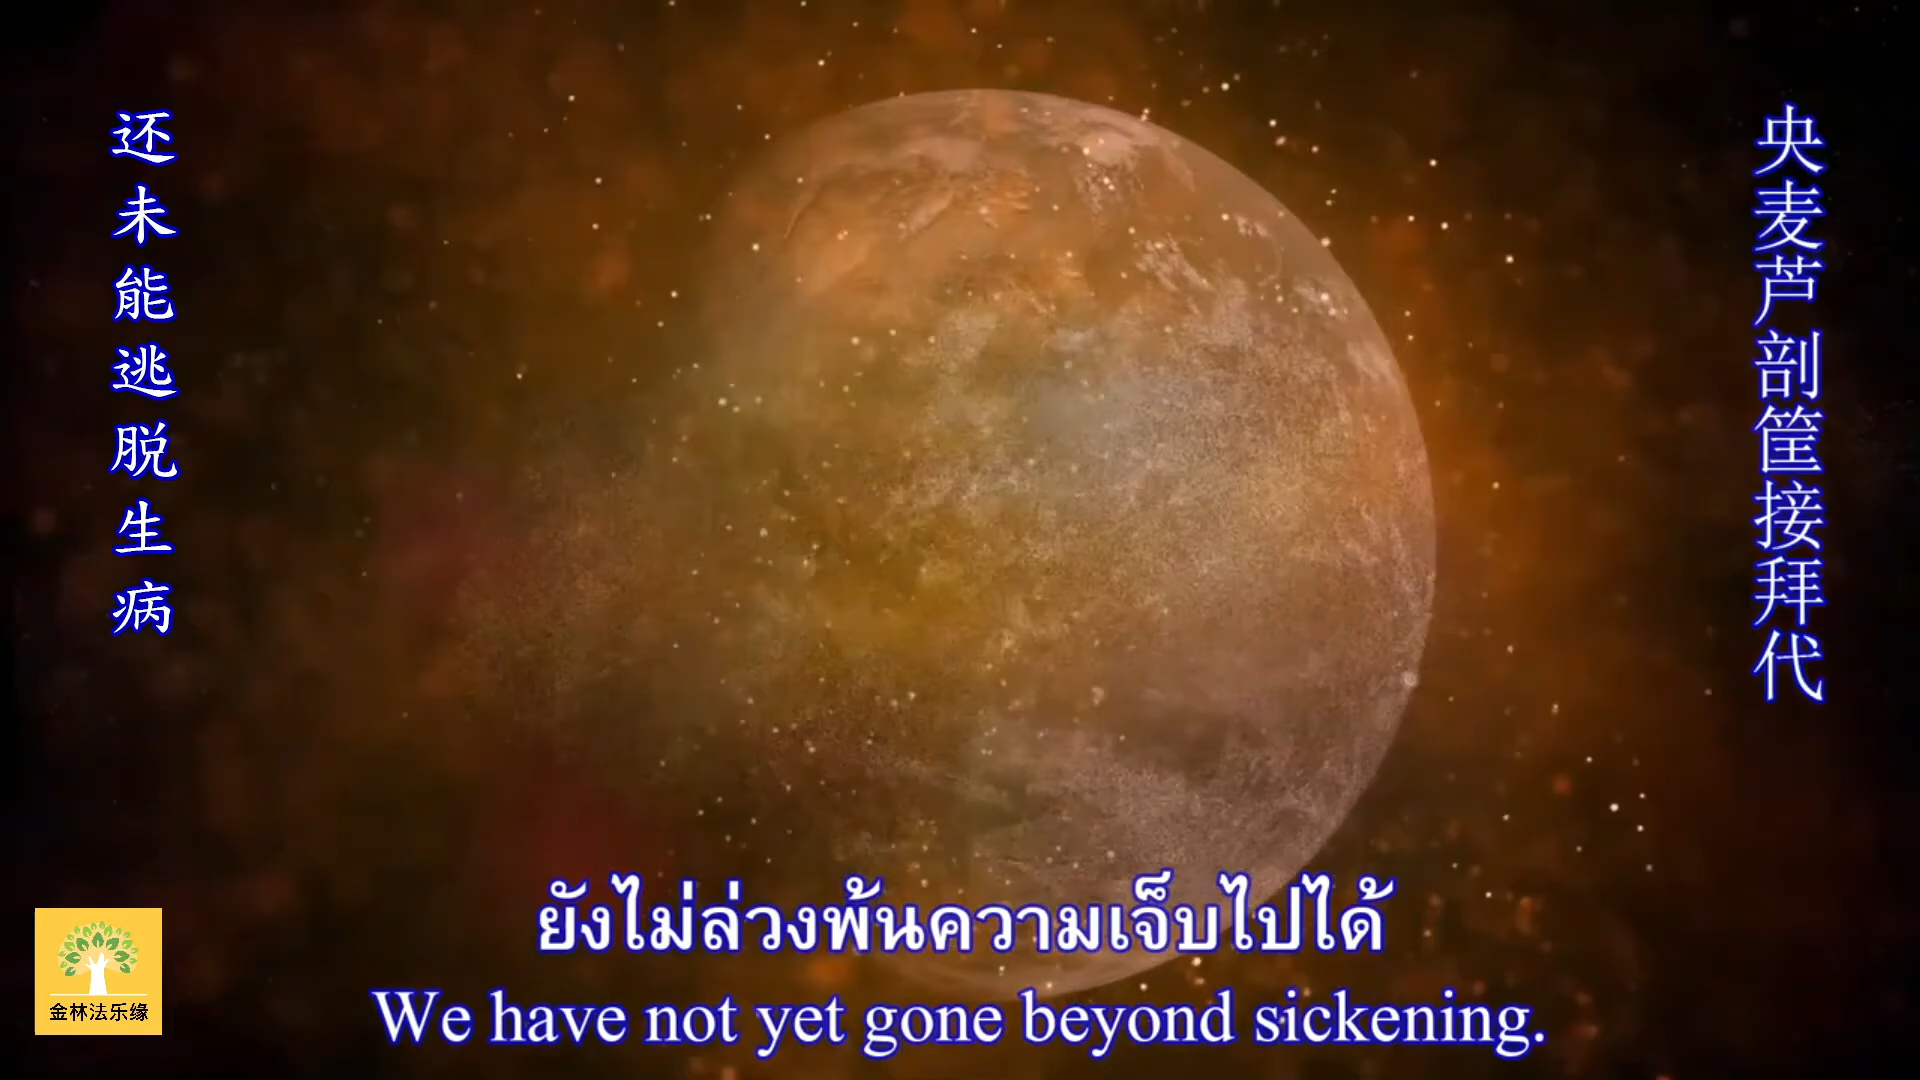 还未能逃脱生病
央麦芦剖筐接拜代
ยังไม่ล่วงพ้นความเจ็บไปได้
We have not yet gone beyond sickening.
金林法乐缘